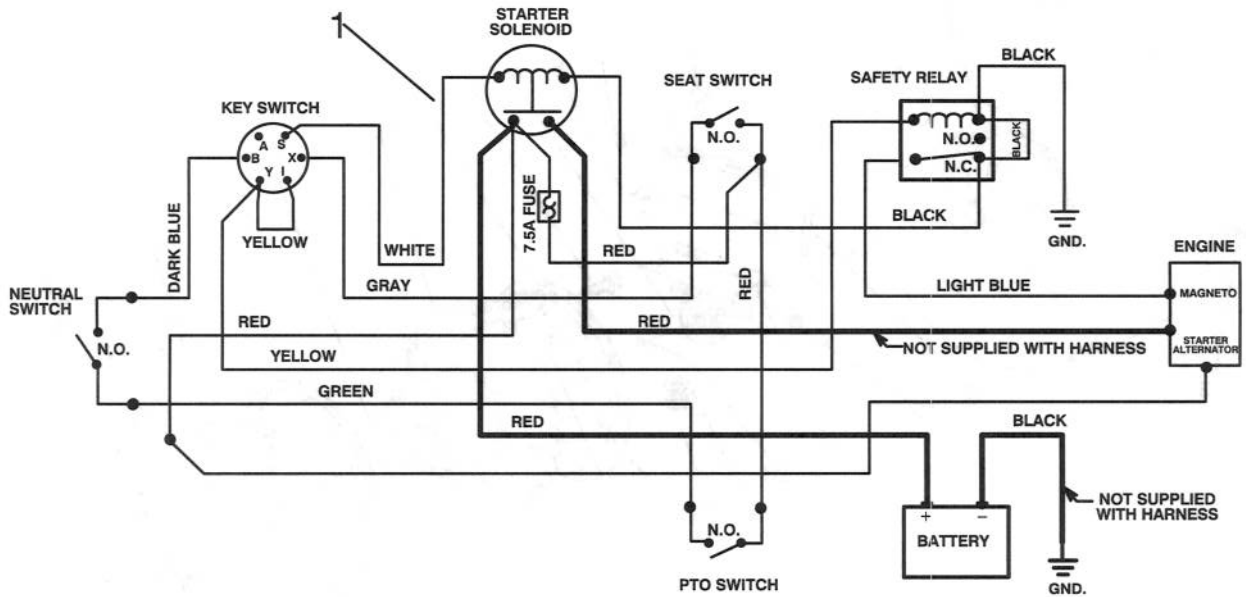 1
STARTER
SOLENOID
BLACK
SEAT SWITCH
SAFETY RELAY
KEY SWITCH
A S
B X
Y I
N.O.
N.O.
N.C.
BLACK
YELLOW
DARK BLUE
WHITE
7.5A FUSE
RED
BLACK
GND.
ENGINE
GRAY
RED
LIGHT BLUE
MAGNETO
NEUTRAL
SWITCH
N.O.
RED
RED
NOT SUPPLIED WITH HARNESS
STARTER
ALTERNATOR
YELLOW
GREEN
RED
BLACK
NOT SUPPLIED
WITH HARNESS
+ −
BATTERY
N.O.
PTO SWITCH
GND.